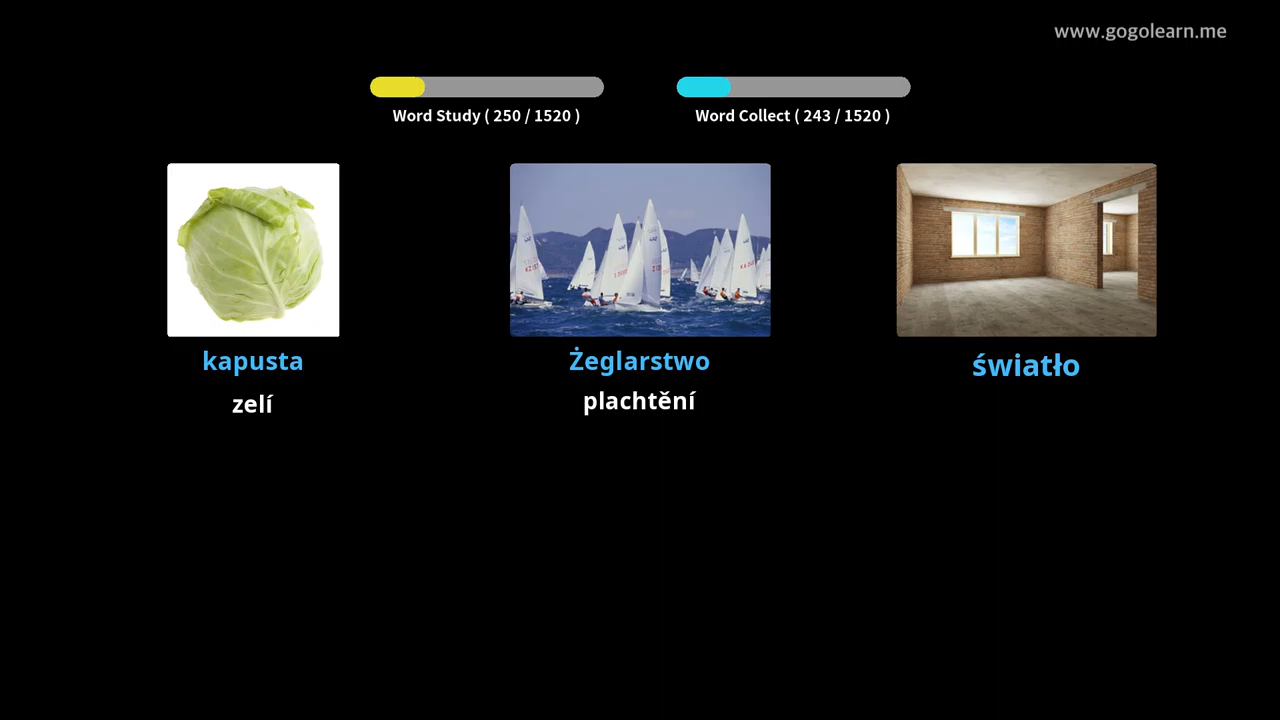 www.gogolearn.me
Word Study ( 250 / 1520 )
Word Collect ( 243 / 1520 )
kapusta
Żeglarstwo
światło
zelí
plachtění